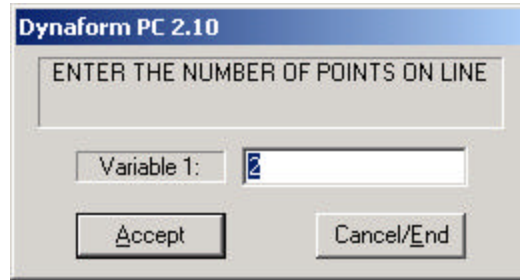 Dynaform PC 2.10
ENTER THE NUMBER OF POINTS ON LINE
Variable 1: 2
Accept Cancel/End